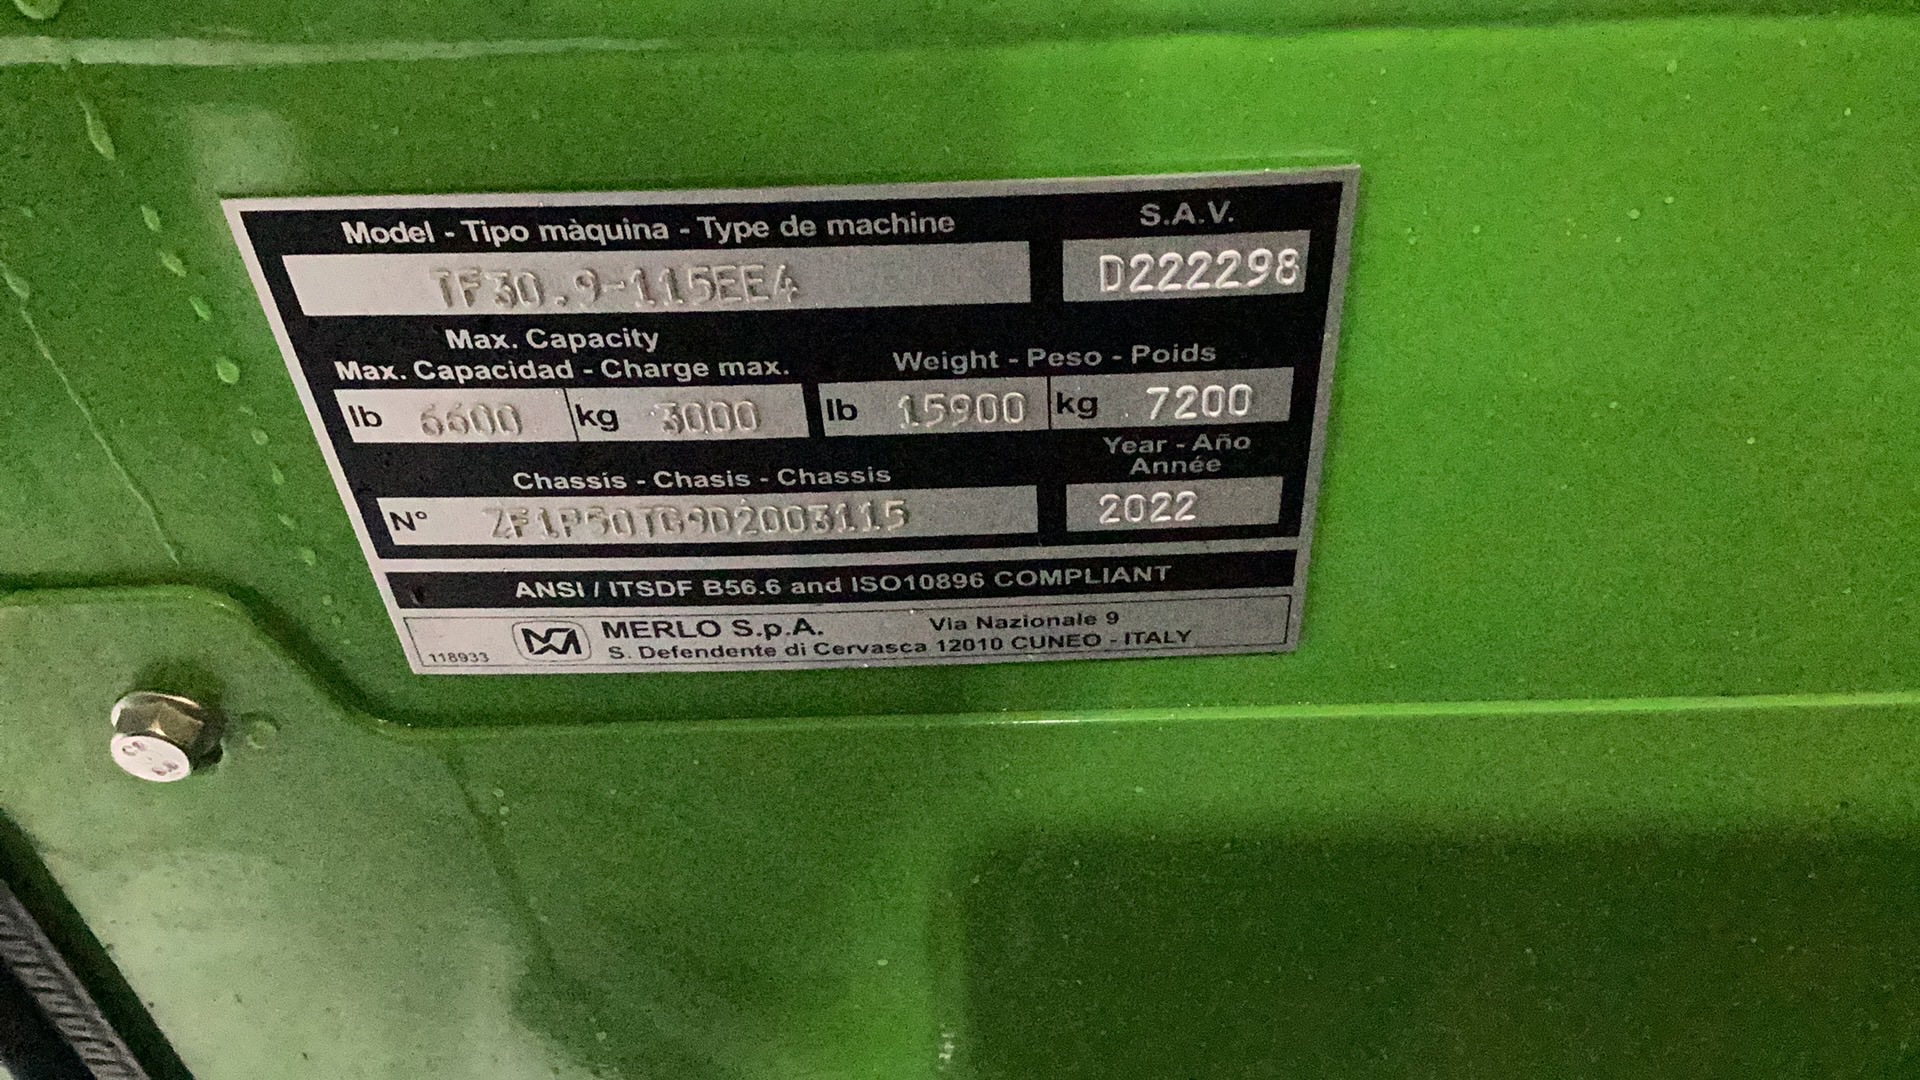 Model - Tipo màquina - Type de machine
S.A.V.
TF30.9-115EE4
D222298
Max. Capacity
Max. Capacidad - Charge max.
Weight - Peso - Poids
lb 6600 kg 3000
lb 15900 kg 7200
Year - Año
Année
Chassis - Chasis - Chassis
N° ZF1P50TG9D2003115
2022
ANSI / ITSDF B56.6 and ISO10896 COMPLIANT
MERLO S.p.A. Via Nazionale 9
118933 S. Defendente di Cervasca 12010 CUNEO - ITALY